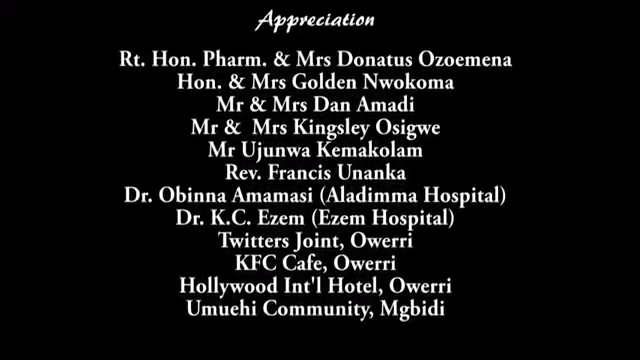 Appreciation
Rt. Hon. Pharm. & Mrs Donatus Ozoemena
Hon. & Mrs Golden Nwokoma
Mr & Mrs Dan Amadi
Mr & Mrs Kingsley Osigwe
Mr Ujunwa Kemakolam
Rev. Francis Unanka
Dr. Obinna Amamasi (Aladimma Hospital)
Dr. K.C. Ezem (Ezem Hospital)
Twitters Joint, Owerri
KFC Cafe, Owerri
Hollywood Int'l Hotel, Owerri
Umuehi Community, Mgbidi